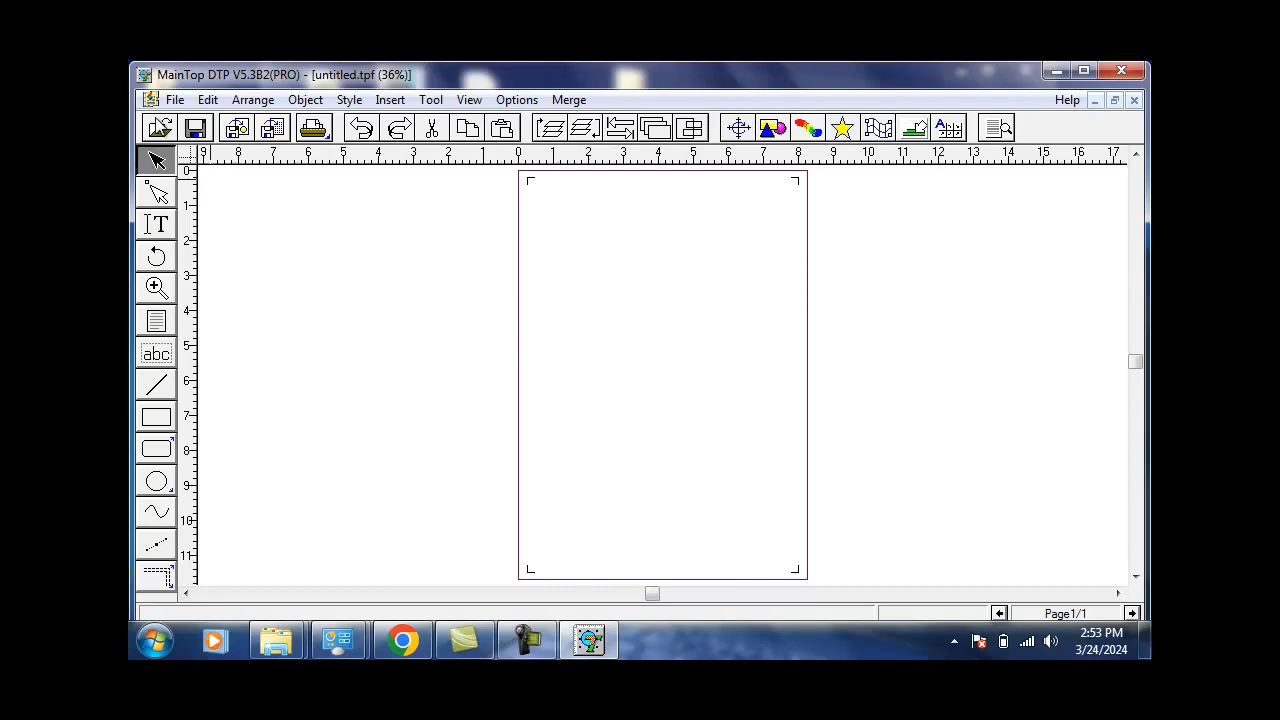 MainTop DTP V5.3B2(PRO) - [untitled.tpf (36%)]
File Edit Arrange Object Style Insert Tool View Options Merge Help
9 8 7 6 5 4 3 2 1 0 1 2 3 4 5 6 7 8 9 10 11 12 13 14 15 16 17
0
1
2
3
4
5
6
7
8
9
10
11
T
abc
A
Page1/1
2:53 PM
3/24/2024